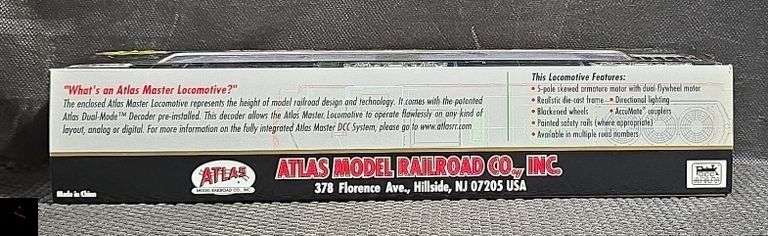 "What's an Atlas Master Locomotive?"
The enclosed Atlas Master Locomotive represents the height of model railroad design and technology. It comes with the patented
Atlas Dual-Mode™ Decoder pre-installed. This decoder allows the Atlas Master Locomotive to operate flawlessly on any kind of
layout, analog or digital. For more information on the fully integrated Atlas Master DCC System, please go to www.atlasrr.com
This Locomotive Features:
• 5-pole skewed armature motor with dual flywheel motor
• Realistic die-cast frame • Directional lighting
• Blackened wheels • AccuMate® couplers
• Painted safety rails (where appropriate)
• Available in multiple road numbers
Made in China
ATLAS
MODEL RAILROAD CO., INC.
ATLAS MODEL RAILROAD CO., INC.
378 Florence Ave., Hillside, NJ 07205 USA